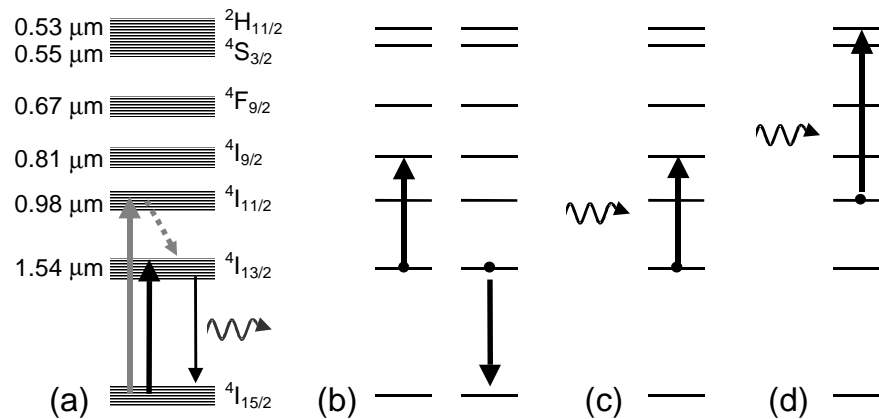 0.53 μm ²H₁₁/₂
0.55 μm ⁴S₃/₂
0.67 μm ⁴F₉/₂
0.81 μm ⁴I₉/₂
0.98 μm ⁴I₁₁/₂
1.54 μm ⁴I₁₃/₂
⁴I₁₅/₂
(a) (b) (c) (d)